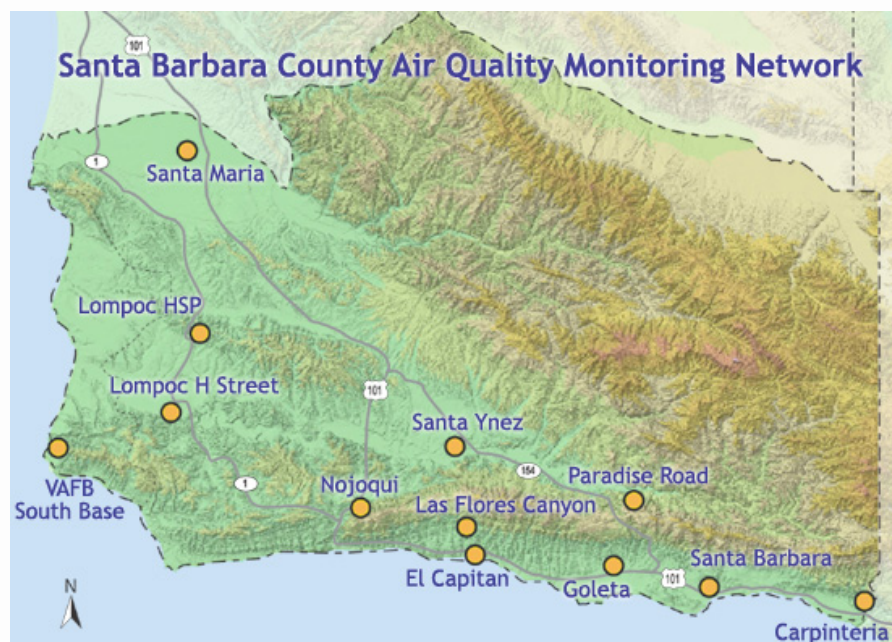 101
Santa Barbara County Air Quality Monitoring Network
1
Santa Maria
Lompoc HSP
Lompoc H Street
101
Santa Ynez
154
Paradise Road
1
Nojoqui
VAFB
South Base
Las Flores Canyon
El Capitan
Goleta
101
Santa Barbara
N
Carpinteria